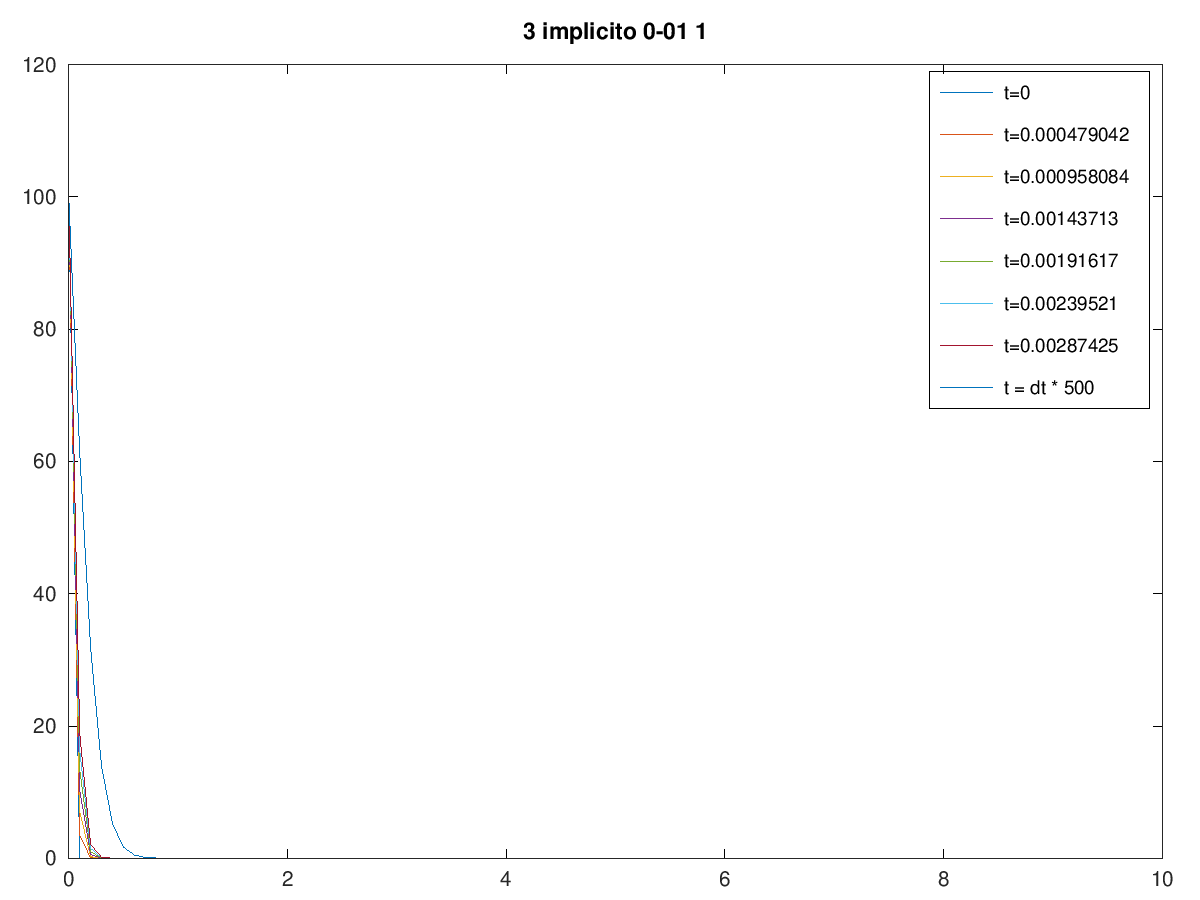 3 implicito 0-01 1
120
100
80
60
40
20
0
0 2 4 6 8 10
t=0
t=0.000479042
t=0.000958084
t=0.00143713
t=0.00191617
t=0.00239521
t=0.00287425
t = dt * 500